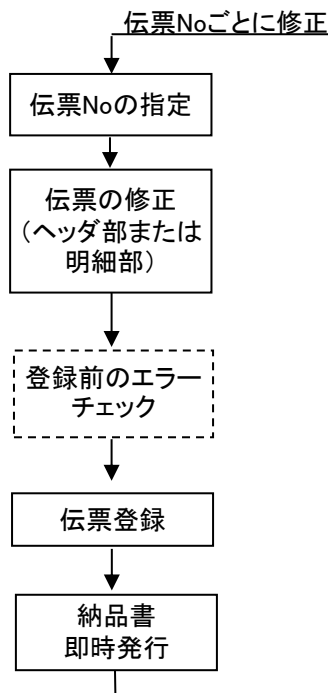 伝票Noごとに修正
伝票Noの指定
伝票の修正
（ヘッダ部または
明細部）
登録前のエラー
チェック
伝票登録
納品書
即時発行